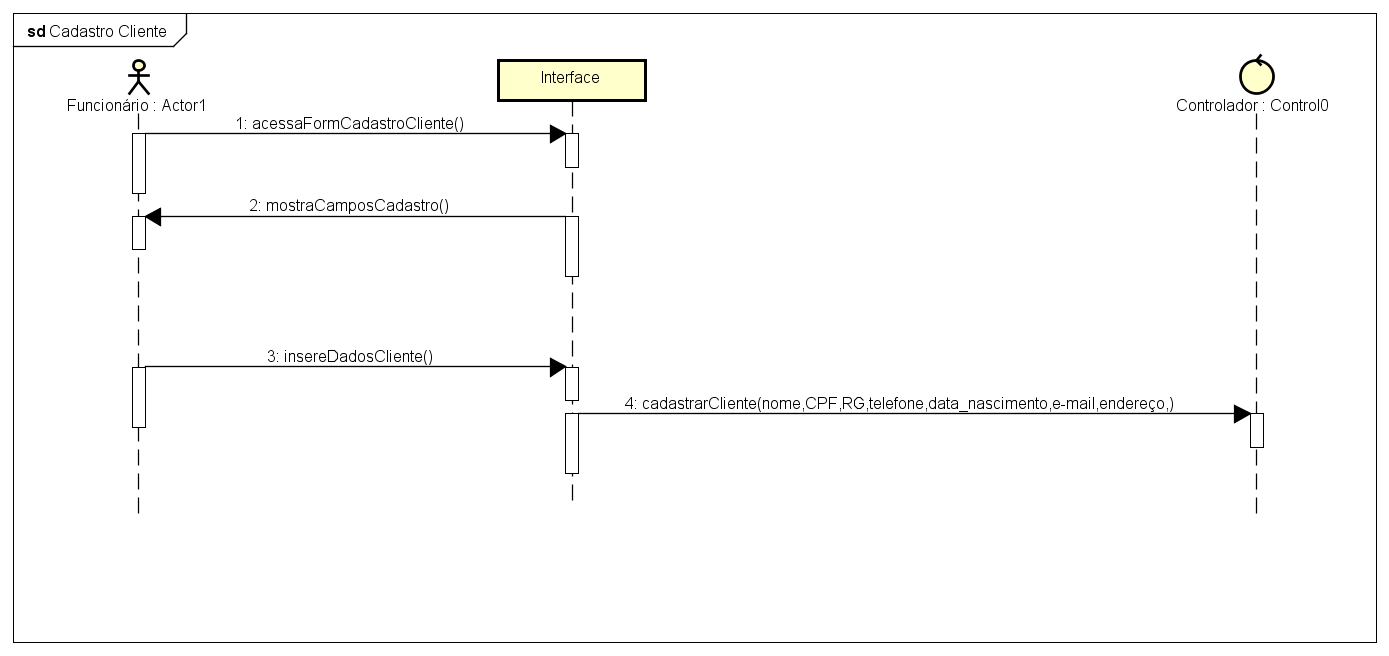 sd Cadastro Cliente
Funcionário : Actor1
Interface
Controlador : Control0
1: acessaFormCadastroCliente()
2: mostraCamposCadastro()
3: insereDadosCliente()
4: cadastrarCliente(nome,CPF,RG,telefone,data_nascimento,e-mail,endereço,)